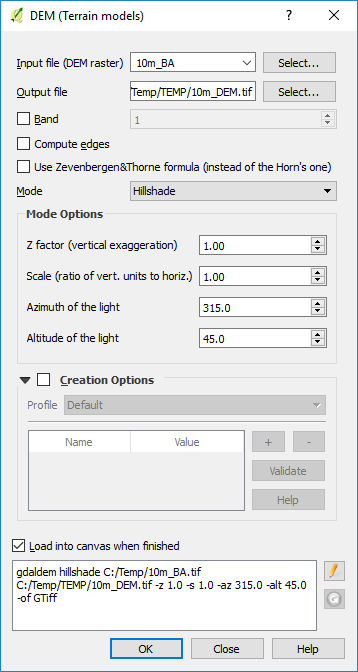 DEM (Terrain models)
Input file (DEM raster) 10m_BA Select...
Output file /Temp/TEMP/10m_DEM.tif Select...
Band 1
Compute edges
Use Zevenbergen&Thorne formula (instead of the Horn's one)
Mode Hillshade
Mode Options
Z factor (vertical exaggeration) 1.00
Scale (ratio of vert. units to horiz.) 1.00
Azimuth of the light 315.0
Altitude of the light 45.0
Creation Options
Profile Default
Name Value + -
Validate
Help
Load into canvas when finished
gdaldem hillshade C:/Temp/10m_BA.tif
C:/Temp/TEMP/10m_DEM.tif -z 1.0 -s 1.0 -az 315.0 -alt 45.0
-of GTiff
OK Close Help